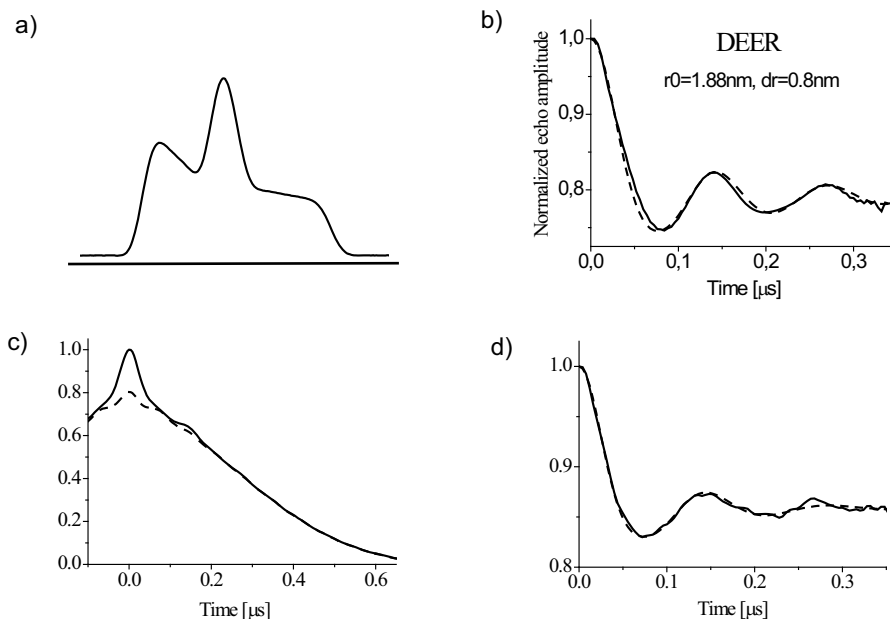 a)
b)
1,0
0,9
0,8
Normalized echo amplitude
DEER
r0=1.88nm, dr=0.8nm
0,0 0,1 0,2 0,3
Time [μs]
c)
1.0
0.8
0.6
0.4
0.2
0.0
0.0 0.2 0.4 0.6
Time [μs]
d)
1.0
0.9
0.8
0.0 0.1 0.2 0.3
Time [μs]